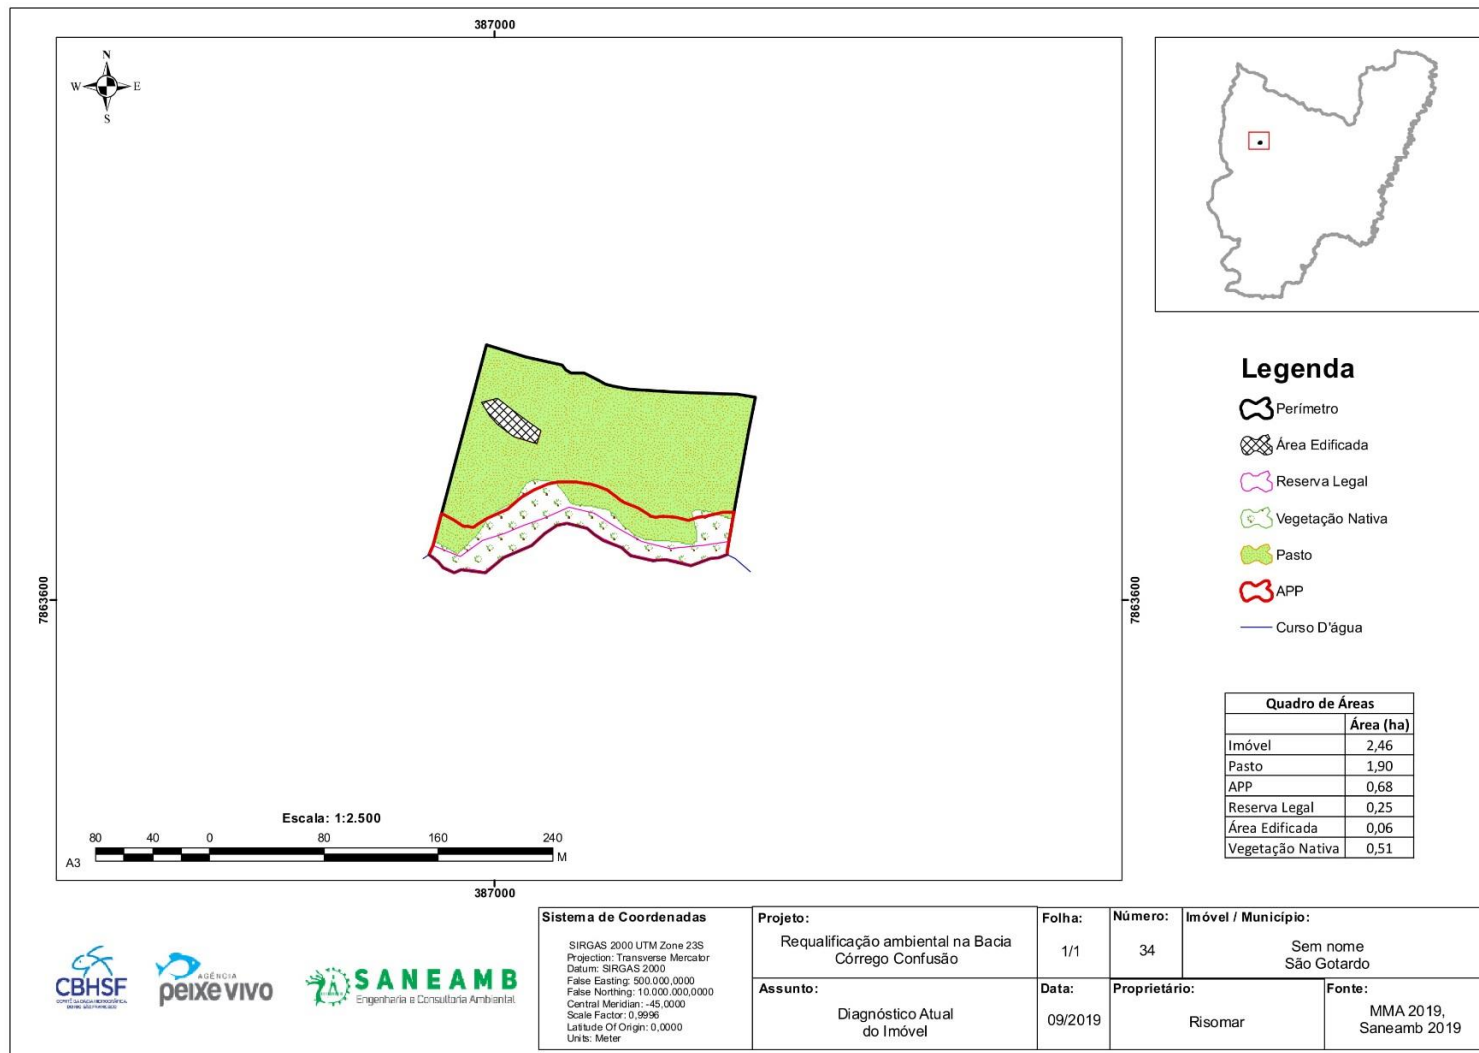 387000
N
W
E
S
7863600
7863600
Legenda
Perímetro
Área Edificada
Reserva Legal
Vegetação Nativa
Pasto
APP
Curso D'água
Quadro de Áreas
Área (ha)
Imóvel 2,46
Pasto 1,90
APP 0,68
Reserva Legal 0,25
Área Edificada 0,06
Vegetação Nativa 0,51
Escala: 1:2.500
80 40 0 80 160 240
M
A3
387000
CBHSF
AGÊNCIA
peixe vivo
SANEAMB
Engenharia e Consultoria Ambiental
Sistema de Coordenadas
SIRGAS 2000 UTM Zone 23S
Projection: Transverse Mercator
Datum: SIRGAS 2000
False Easting: 500.000,0000
False Northing: 10.000.000,0000
Central Meridian: -45,0000
Scale Factor: 0,9996
Latitude Of Origin: 0,0000
Units: Meter
Projeto:
Requalificação ambiental na Bacia
Córrego Confusão
Folha:
1/1
Número:
34
Imóvel / Município:
Sem nome
São Gotardo
Assunto:
Diagnóstico Atual
do Imóvel
Data:
09/2019
Proprietário:
Risomar
Fonte:
MMA 2019,
Saneamb 2019